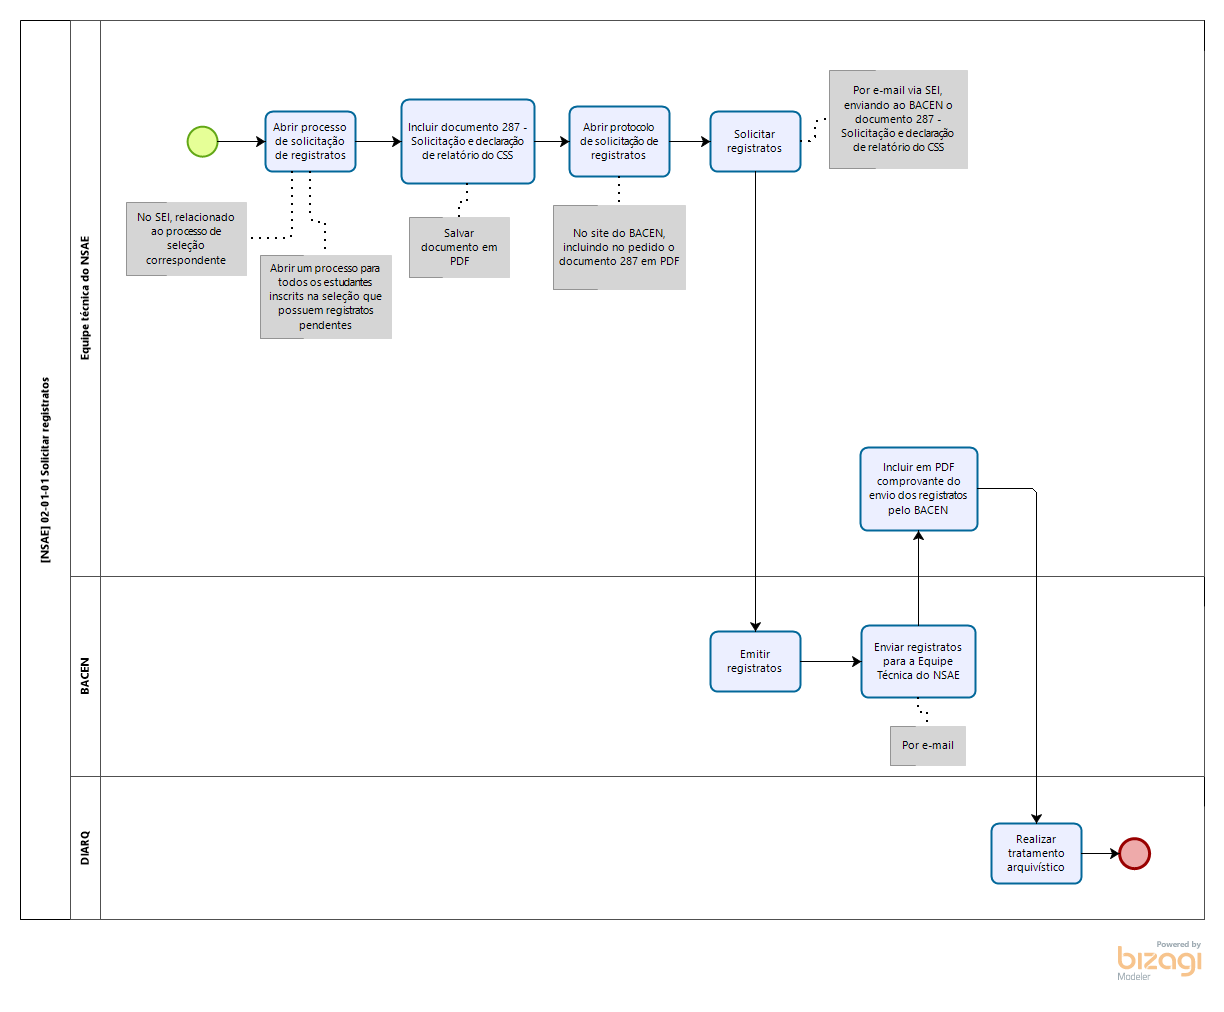 [NSAE] 02-01-01 Solicitar registratos
Equipe técnica do NSAE
Abrir processo
de solicitação
de registratos
Incluir documento 287 -
Solicitação e declaração
de relatório do CSS
Abrir protocolo
de solicitação de
registratos
Solicitar
registratos
Por e-mail via SEI,
enviando ao BACEN o
documento 287 -
Solicitação e declaração
de relatório do CSS
No SEI, relacionado
ao processo de
seleção
correspondente
Abrir um processo para
todos os estudantes
inscrits na seleção que
possuem registratos
pendentes
Salvar
documento em
PDF
No site do BACEN,
incluindo no pedido o
documento 287 em PDF
Incluir em PDF
comprovante do
envio dos registratos
pelo BACEN
BACEN
Emitir
registratos
Enviar registratos
para a Equipe
Técnica do NSAE
Por e-mail
DIARQ
Realizar
tratamento
arquivístico
Powered by
bizagi
Modeler